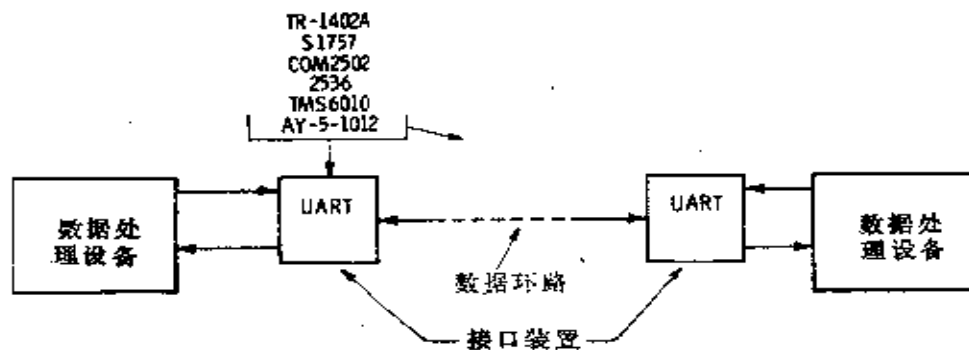 TR-1402A
S1757
COM2502
2536
TMS6010
AY-5-1012
数据处
理设备
UART
UART
数据处
理设备
数据环路
接口装置